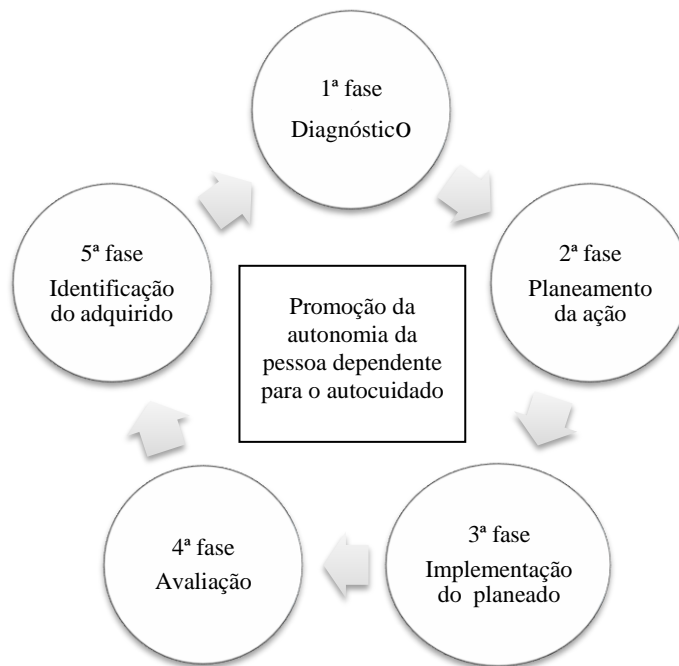 1ª fase
Diagnóstico
2ª fase
Planeamento
da ação
3ª fase
Implementação
do planeado
4ª fase
Avaliação
5ª fase
Identificação
do adquirido
Promoção da
autonomia da
pessoa dependente
para o autocuidado